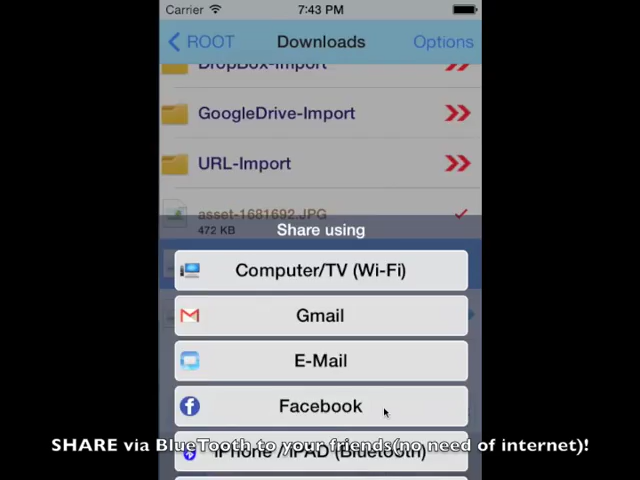 Carrier 7:43 PM
ROOT Downloads Options
DropBox-Import
GoogleDrive-Import
URL-Import
asset-1681692.JPG
472 KB
Share using
Computer/TV (Wi-Fi)
Gmail
E-Mail
Facebook
SHARE via BlueTooth to your friends(no need of internet)!
iPhone /iPAD (Bluetooth)